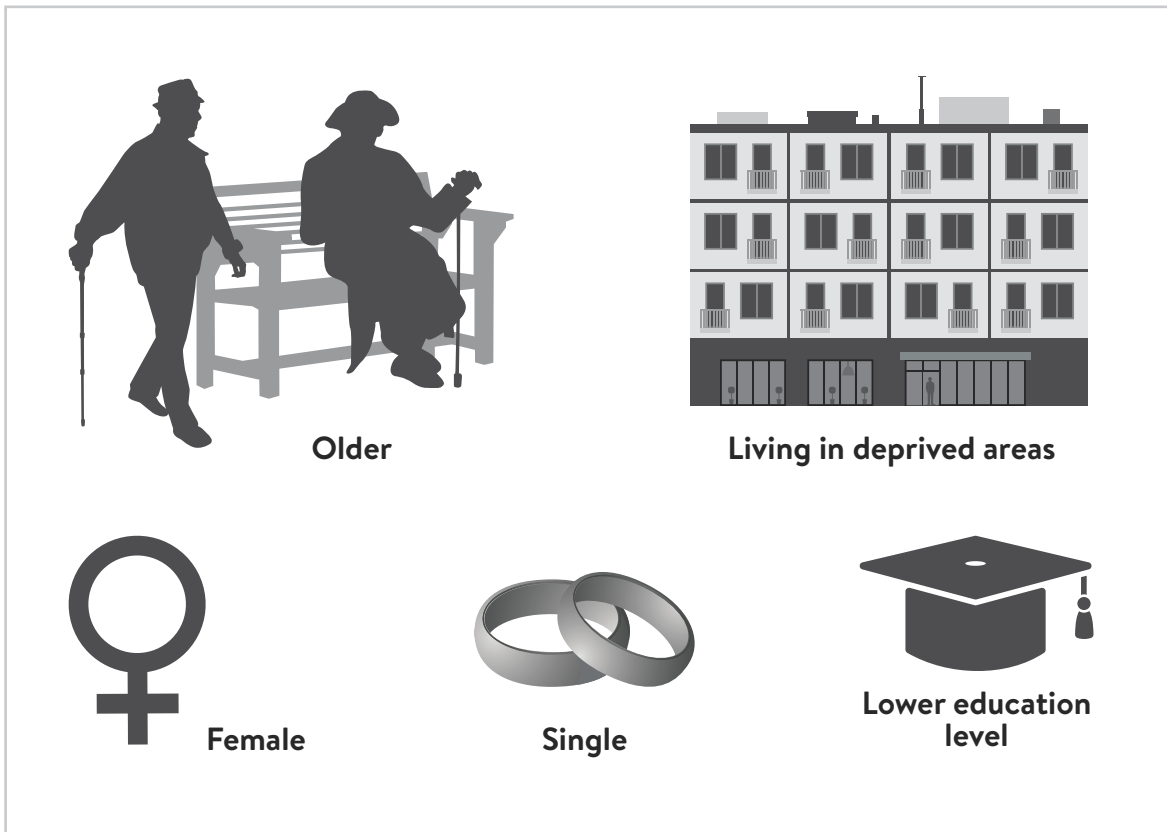 Older
Living in deprived areas
Female
Single
Lower education
level